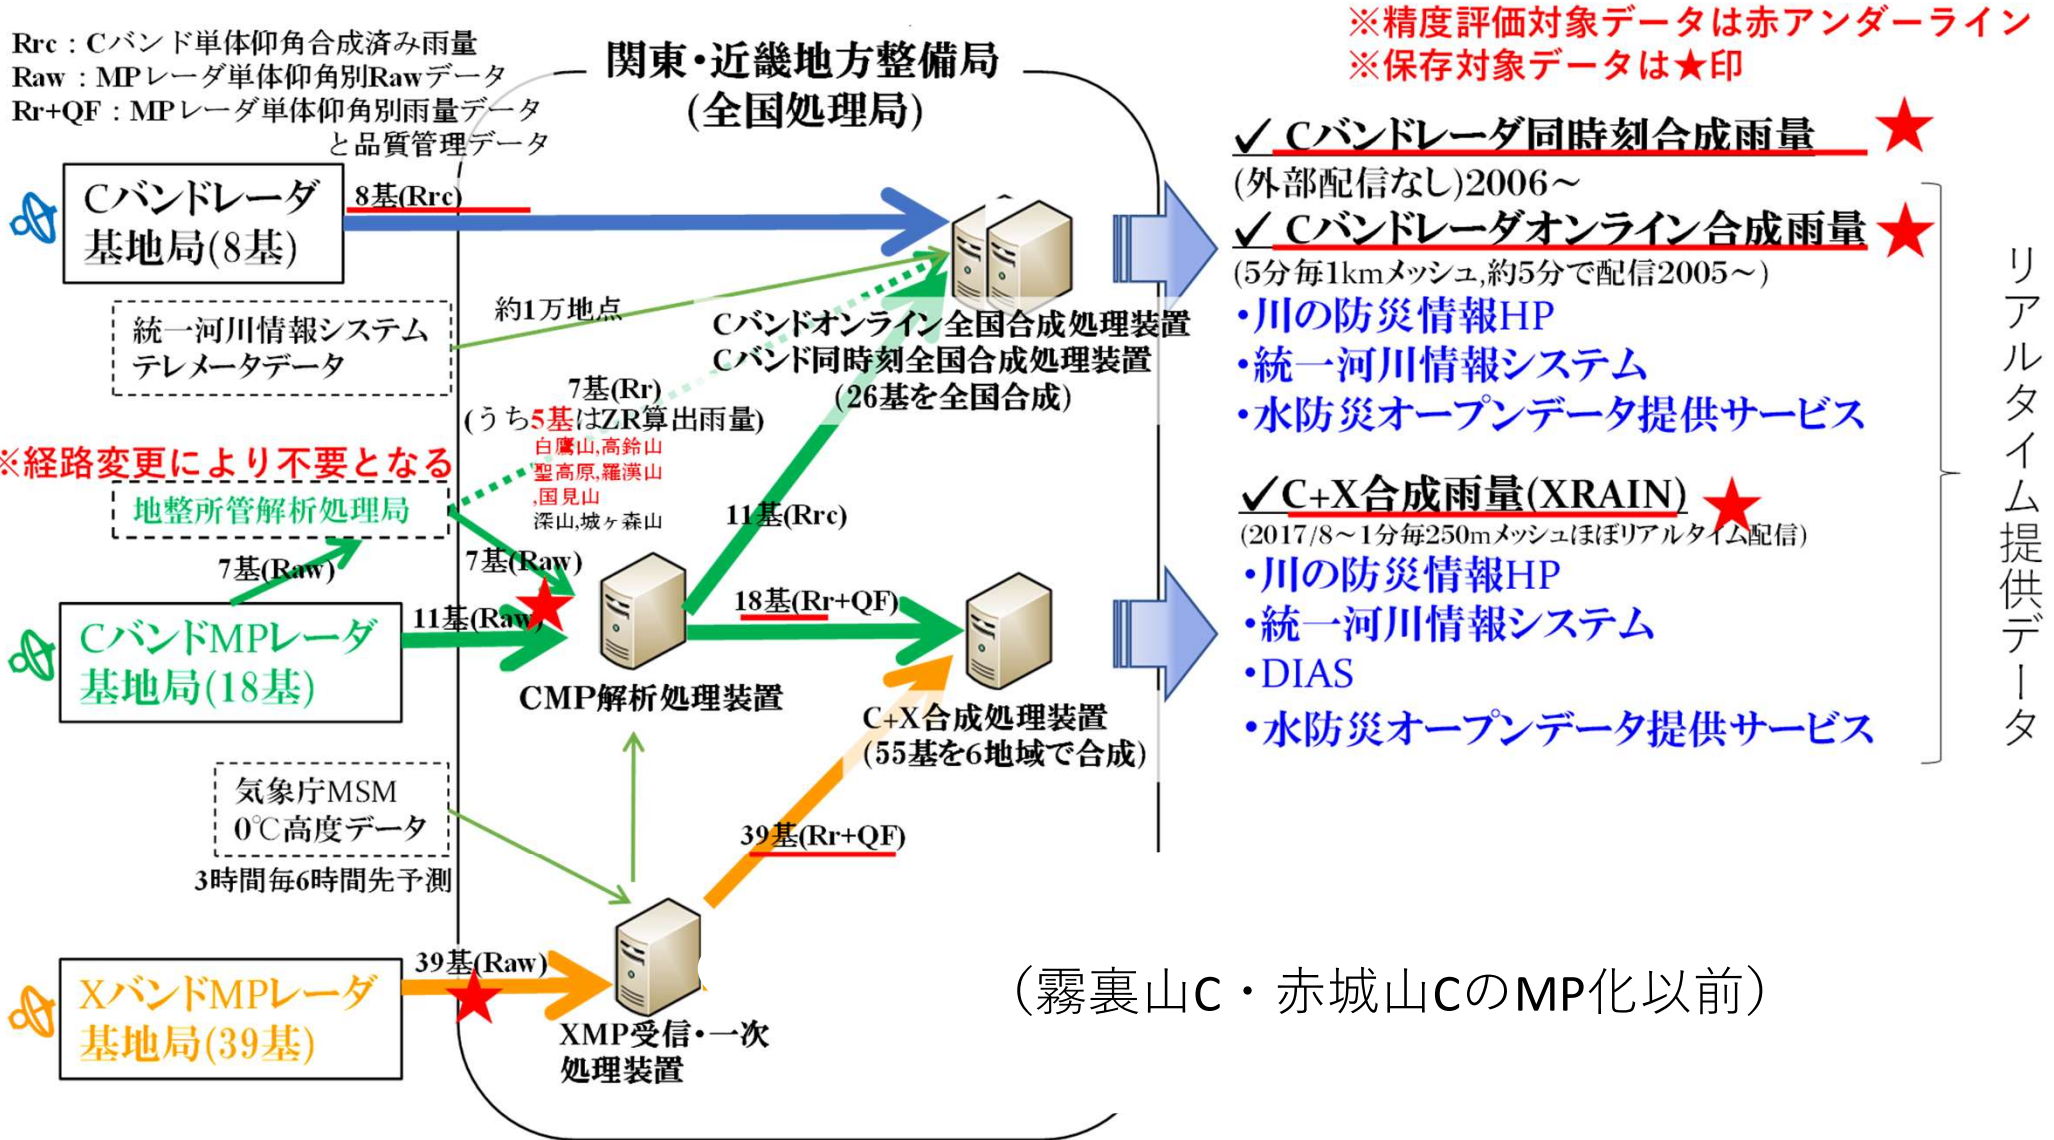 ※精度評価対象データは赤アンダーライン
※保存対象データは★印
Rrc：Cバンド単体仰角合成済み雨量
Raw：MPレーダ単体仰角別Rawデータ
Rr+QF：MPレーダ単体仰角別雨量データ
と品質管理データ
関東・近畿地方整備局
(全国処理局)
Cバンドレーダ
基地局(8基)
8基(Rrc)
統一河川情報システム
テレメータデータ
約1万地点
Cバンドオンライン全国合成処理装置
Cバンド同時刻全国合成処理装置
(26基を全国合成)
7基(Rr)
(うち5基はZR算出雨量)
白鷹山,高鈴山
聖高原,羅漢山
,国見山
深山,城ヶ森山
※経路変更により不要となる
地整所管解析処理局
7基(Raw)
7基(Raw)
11基(Rrc)
CバンドMPレーダ
基地局(18基)
11基(Raw)
18基(Rr+QF)
CMP解析処理装置
C+X合成処理装置
(55基を6地域で合成)
気象庁MSM
0℃高度データ
3時間毎6時間先予測
39基(Rr+QF)
XバンドMPレーダ
基地局(39基)
39基(Raw)
XMP受信・一次
処理装置
✓ Cバンドレーダ同時刻合成雨量
(外部配信なし)2006～
✓ Cバンドレーダオンライン合成雨量
(5分毎1kmメッシュ,約5分で配信2005～)
・川の防災情報HP
・統一河川情報システム
・水防災オープンデータ提供サービス
✓C+X合成雨量(XRAIN)
(2017/8～1分毎250mメッシュほぼリアルタイム配信)
・川の防災情報HP
・統一河川情報システム
・DIAS
・水防災オープンデータ提供サービス
リアルタイム提供データ
（霧裏山C・赤城山CのMP化以前）